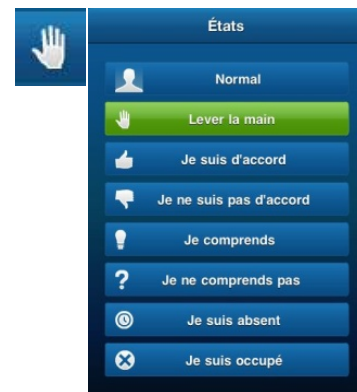 États
Normal
Lever la main
Je suis d'accord
Je ne suis pas d'accord
Je comprends
Je ne comprends pas
Je suis absent
Je suis occupé